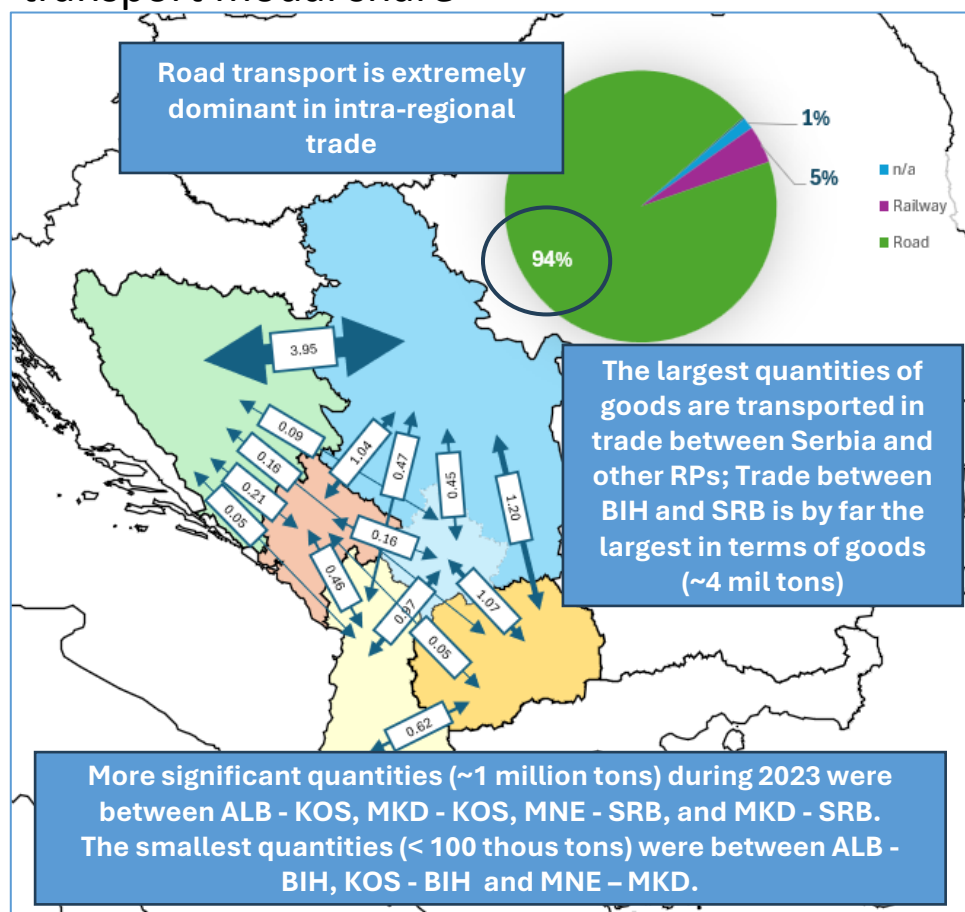 transport modal share
Road transport is extremely
dominant in intra-regional
trade
1%
5%
94%
n/a
Railway
Road
3.95
0.09
0.16
0.21
0.05
1.04
0.47
0.45
1.20
0.16
0.46
0.97
1.07
0.05
0.62
The largest quantities of
goods are transported in
trade between Serbia and
other RPs; Trade between
BIH and SRB is by far the
largest in terms of goods
(~4 mil tons)
More significant quantities (~1 million tons) during 2023 were
between ALB - KOS, MKD - KOS, MNE - SRB, and MKD - SRB.
The smallest quantities (< 100 thous tons) were between ALB -
BIH, KOS - BIH and MNE – MKD.